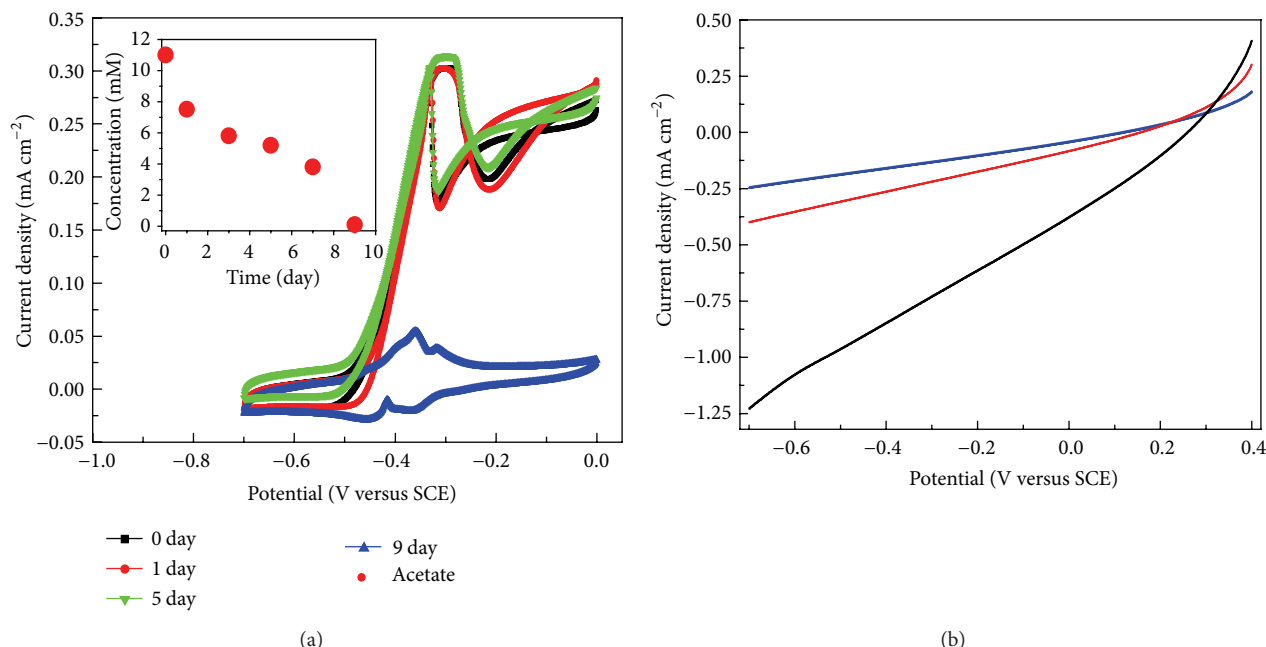 0.35
0.30
0.25
0.20
0.15
0.10
0.05
0.00
−0.05
Current density (mA cm−2)
12
10
8
6
4
2
0
Concentration (mM)
0 2 4 6 8 10
Time (day)
−1.0 −0.8 −0.6 −0.4 −0.2 0.0
Potential (V versus SCE)
0 day
1 day
5 day
9 day
Acetate
(a)
0.50
0.25
0.00
−0.25
−0.50
−0.75
−1.00
−1.25
Current density (mA cm−2)
−0.6 −0.4 −0.2 0.0 0.2 0.4
Potential (V versus SCE)
(b)